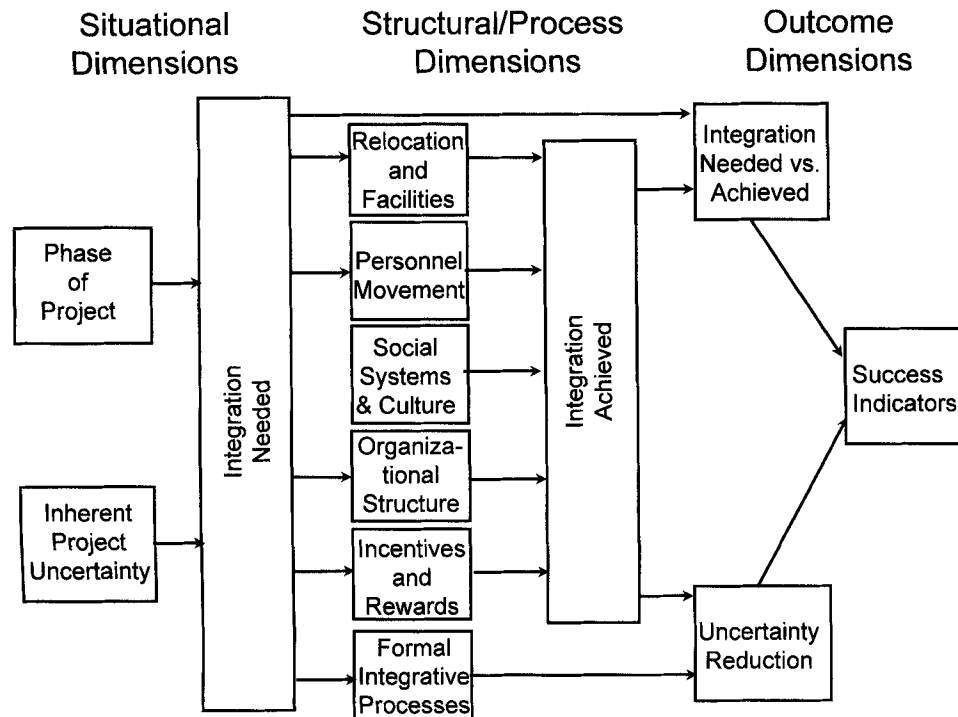 Situational
Dimensions
Structural/Process
Dimensions
Outcome
Dimensions
Phase
of
Project
Inherent
Project
Uncertainty
Integration
Needed
Relocation
and
Facilities
Personnel
Movement
Social
Systems
& Culture
Organiza-
tional
Structure
Incentives
and
Rewards
Formal
Integrative
Processes
Integration
Achieved
Integration
Needed vs.
Achieved
Uncertainty
Reduction
Success
Indicators